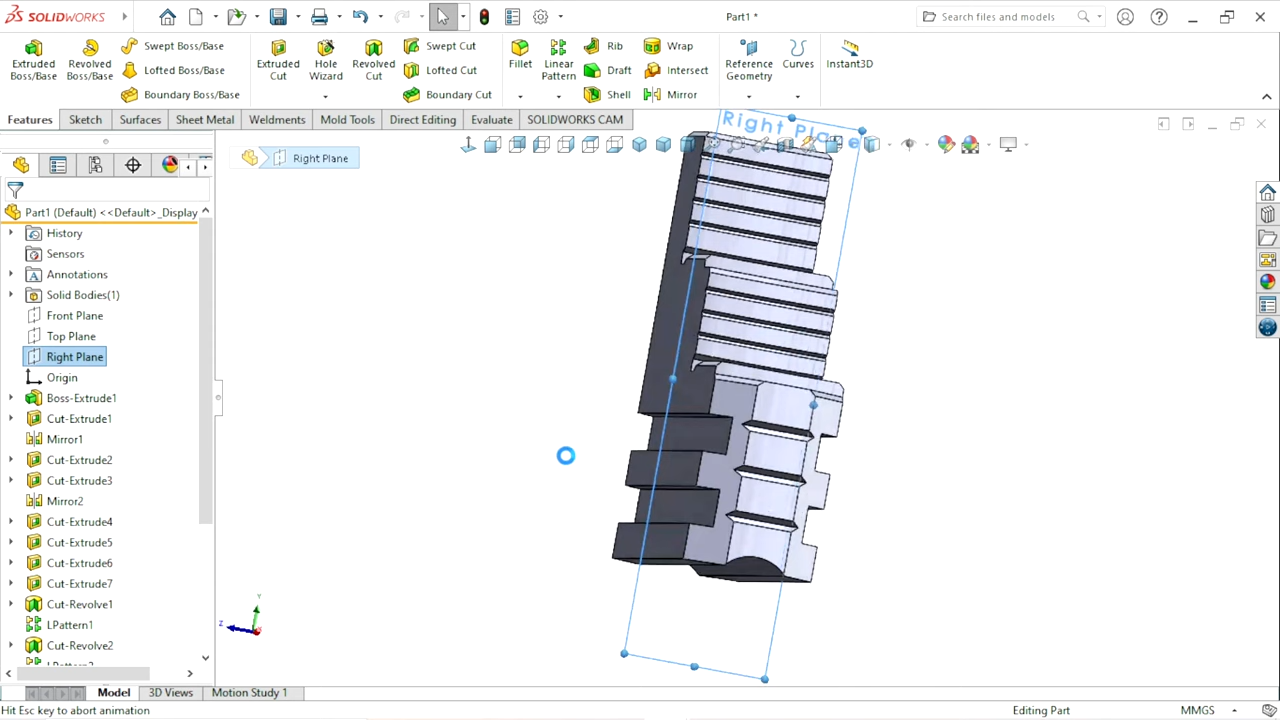 SOLIDWORKS
Part1 *
Search files and models
Extruded Boss/Base
Revolved Boss/Base
Swept Boss/Base
Lofted Boss/Base
Boundary Boss/Base
Extruded Cut
Hole Wizard
Revolved Cut
Swept Cut
Lofted Cut
Boundary Cut
Fillet
Linear Pattern
Rib
Draft
Shell
Wrap
Intersect
Mirror
Reference Geometry
Curves
Instant3D
Features
Sketch
Surfaces
Sheet Metal
Weldments
Mold Tools
Direct Editing
Evaluate
SOLIDWORKS CAM
Right Plane
Right Plane
Part1 (Default) <<Default>_Display
History
Sensors
Annotations
Solid Bodies(1)
Front Plane
Top Plane
Right Plane
Origin
Boss-Extrude1
Cut-Extrude1
Mirror1
Cut-Extrude2
Cut-Extrude3
Mirror2
Cut-Extrude4
Cut-Extrude5
Cut-Extrude6
Cut-Extrude7
Cut-Revolve1
LPattern1
Cut-Revolve2
LPattern2
Y
Z
Model
3D Views
Motion Study 1
Hit Esc key to abort animation
Editing Part
MMGS